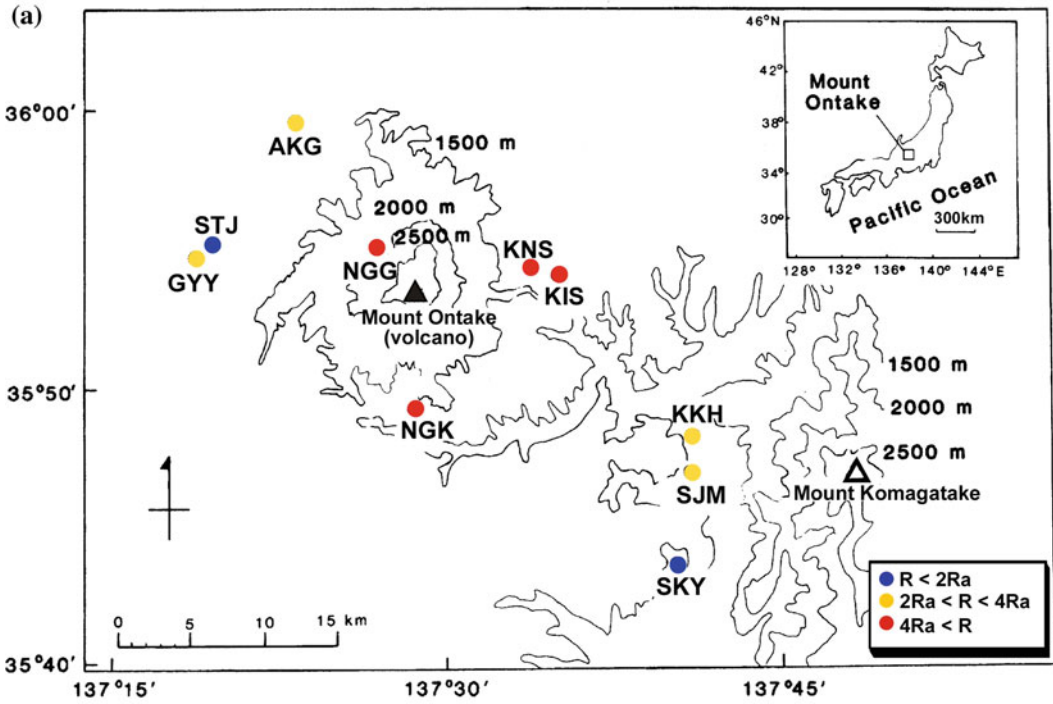 (a)
36°00′
35°50′
35°40′
137°15′
137°30′
137°45′
AKG
STJ
GYY
1500 m
2000 m
2500 m
NGG
KNS
KIS
Mount Ontake
(volcano)
NGK
KKH
SJM
SKY
1500 m
2000 m
2500 m
Mount Komagatake
0 5 10 15 km
46°N
42°
38°
34°
30°
128° 132° 136° 140° 144°E
Mount
Ontake
Pacific Ocean
300km
R < 2Ra
2Ra < R < 4Ra
4Ra < R